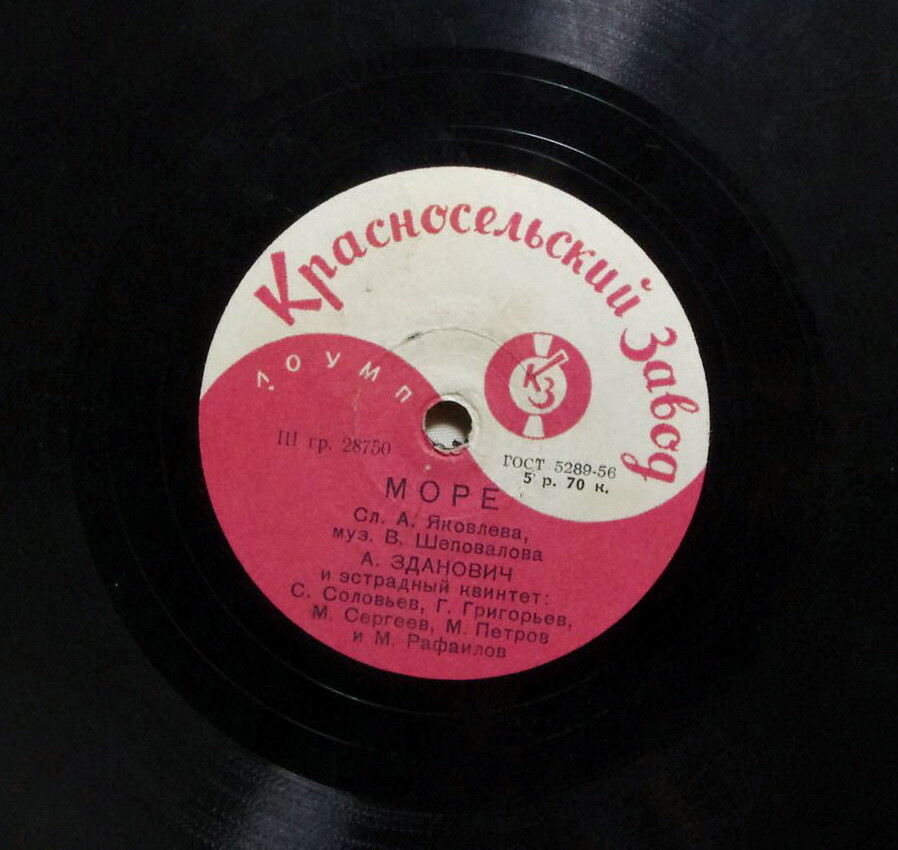 Красносельский Завод
ЛОУМП
КЗ
III гр. 28750
ГОСТ 5289-56
5 р. 70 к.
МОРЕ
Сл. А. Яковлева,
муз. В. Шеповалова
А. ЗДАНОВИЧ
и эстрадный квинтет:
С. Соловьев, Г. Григорьев,
М. Сергеев, М. Петров
и М. Рафаилов